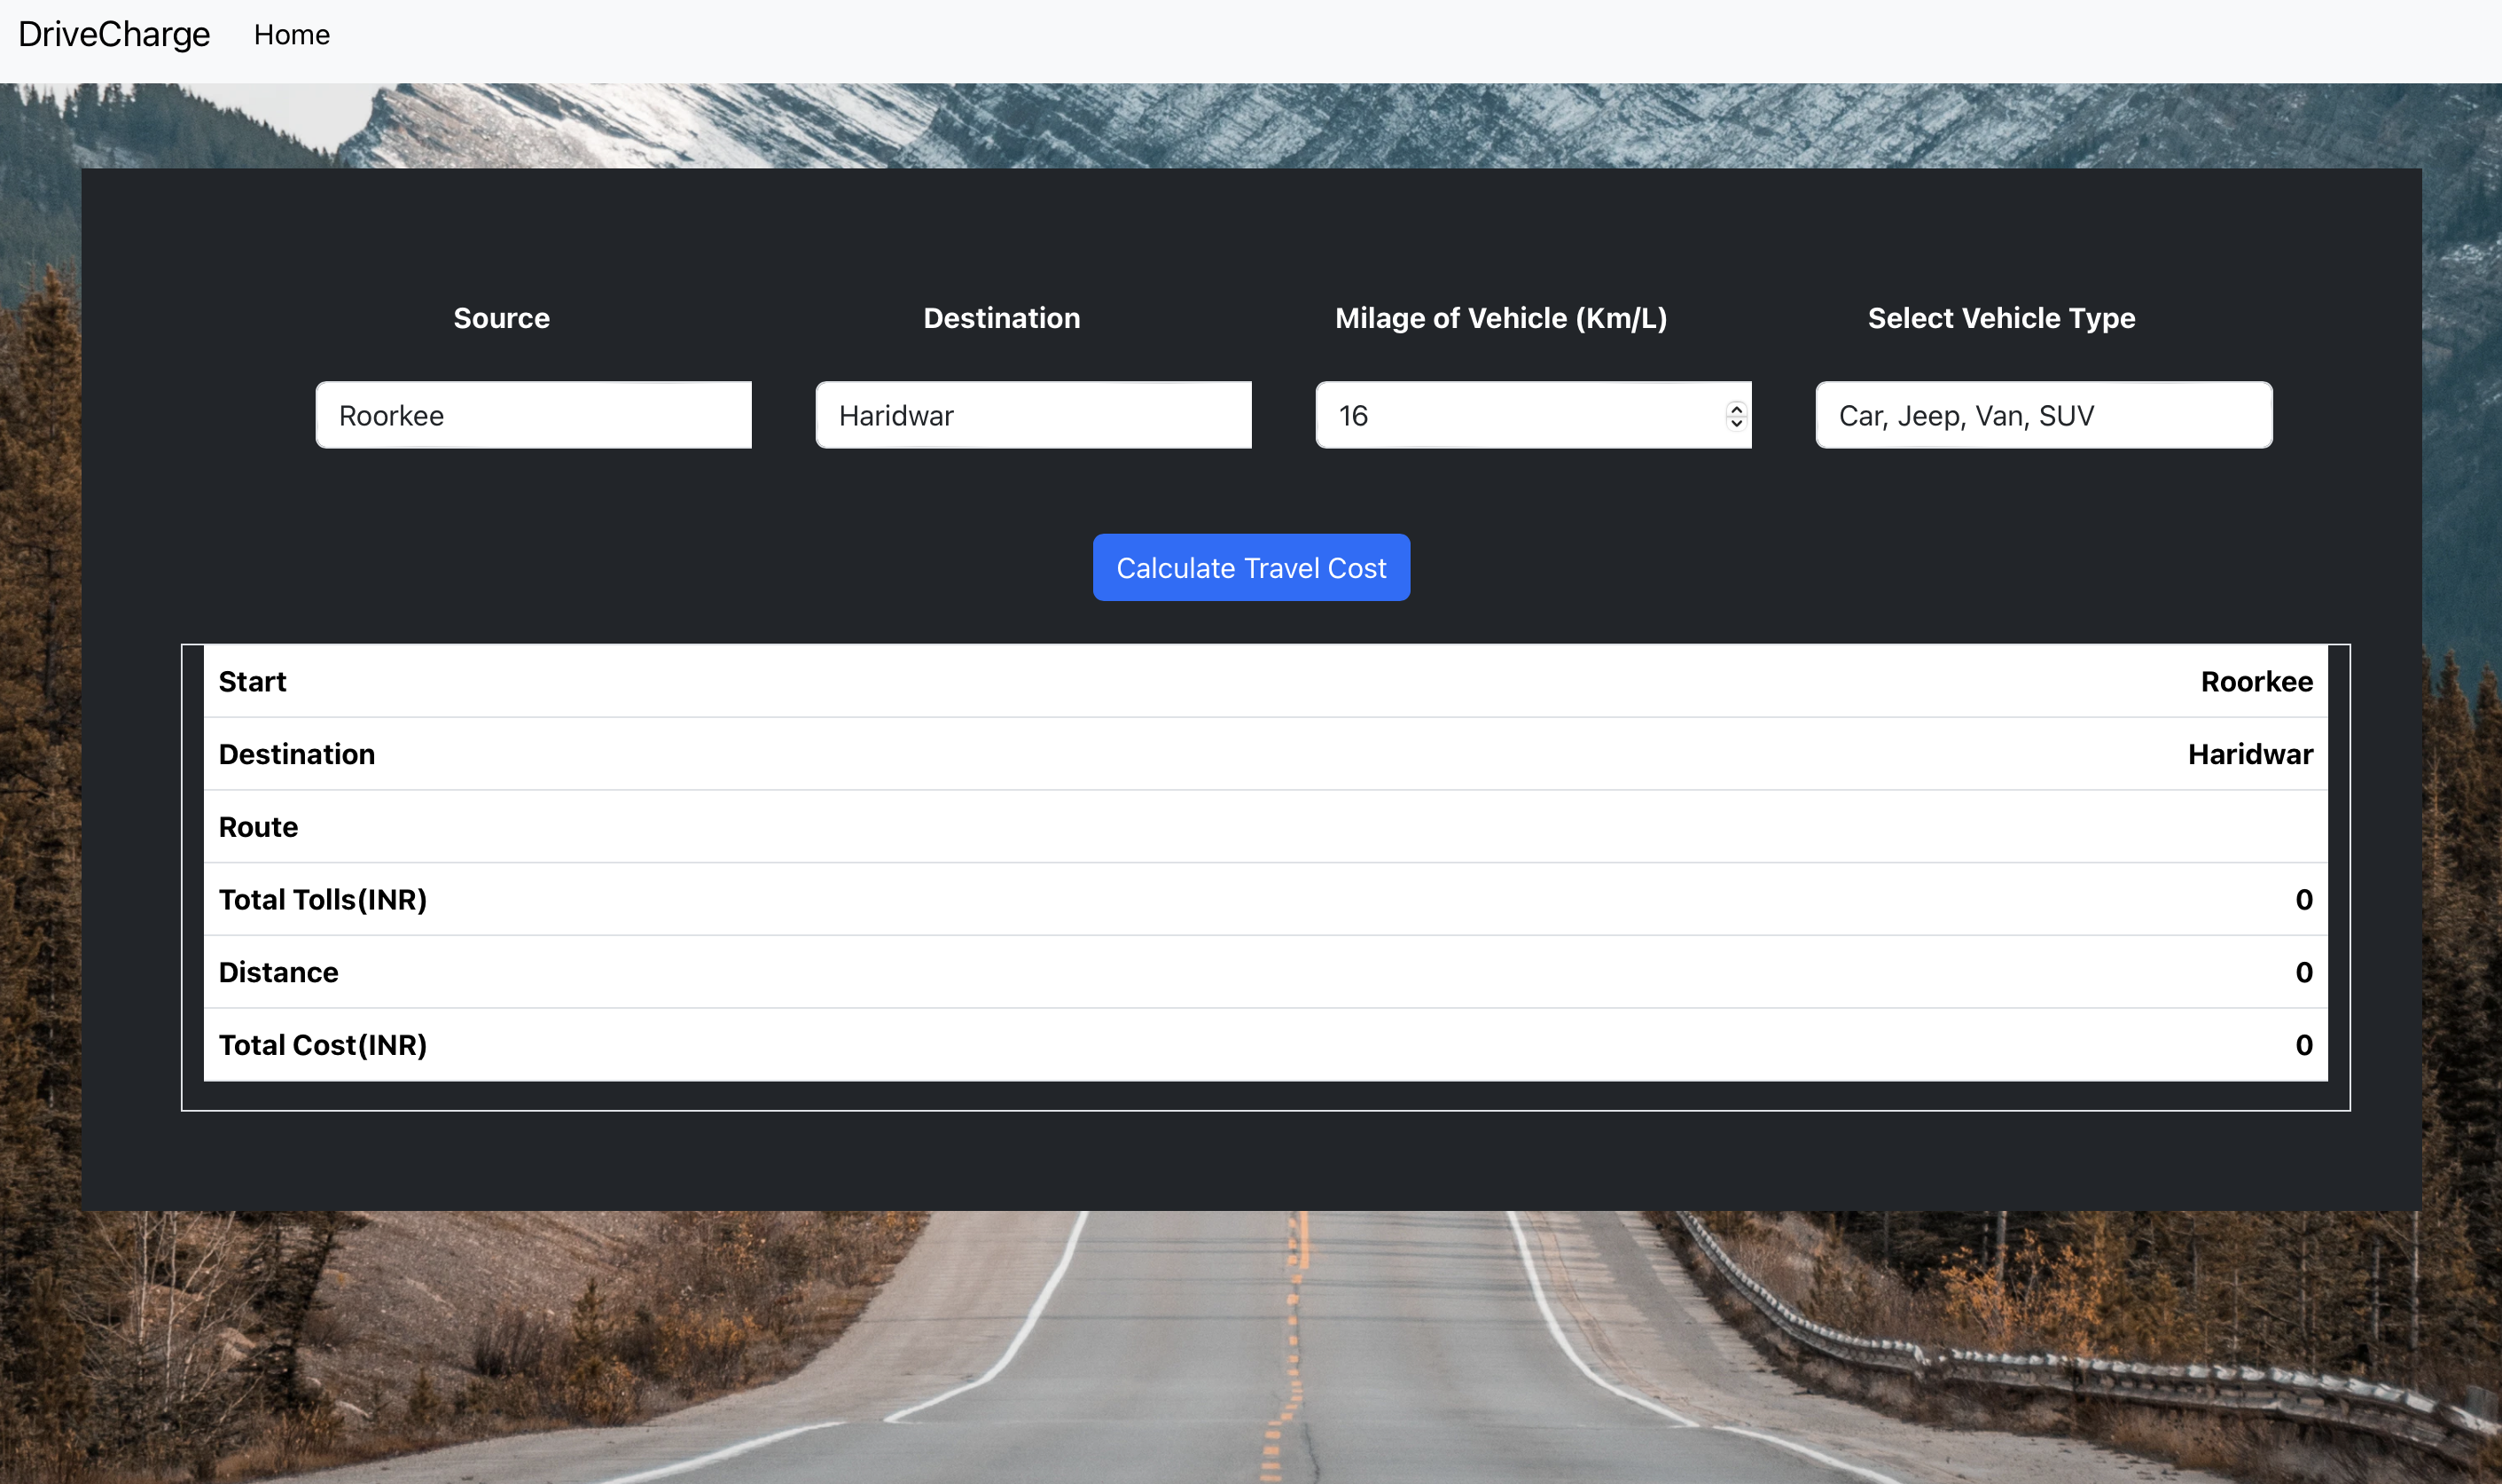 DriveCharge Home
Source Destination Milage of Vehicle (Km/L) Select Vehicle Type
Roorkee Haridwar 16 Car, Jeep, Van, SUV
Calculate Travel Cost
Start Roorkee
Destination Haridwar
Route
Total Tolls(INR) 0
Distance 0
Total Cost(INR) 0